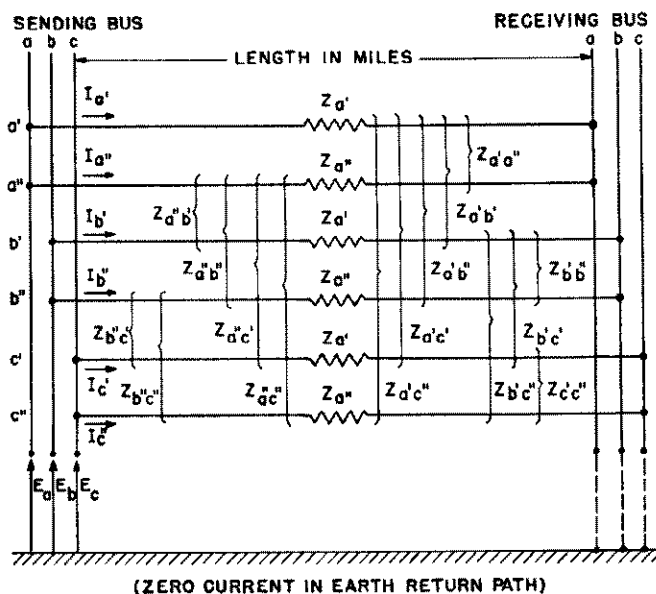 SENDING BUS
RECEIVING BUS
a b c
a b c
LENGTH IN MILES
Ia'
Za'
a'
Ia"
Za"
Za'a"
a"
Za"b'
Ib'
Za'
Za'b'
b'
Za"b"
Za'b"
Zb'b"
Ib"
Za"
b"
Zb"c'
Za"c'
Za'c'
Zb'c'
Za'
c'
Ic'
Zb"c"
Za"c"
Za"
Za'c"
Zb'c"
Zc'c"
c"
Ic"
Ea Eb Ec
(ZERO CURRENT IN EARTH RETURN PATH)